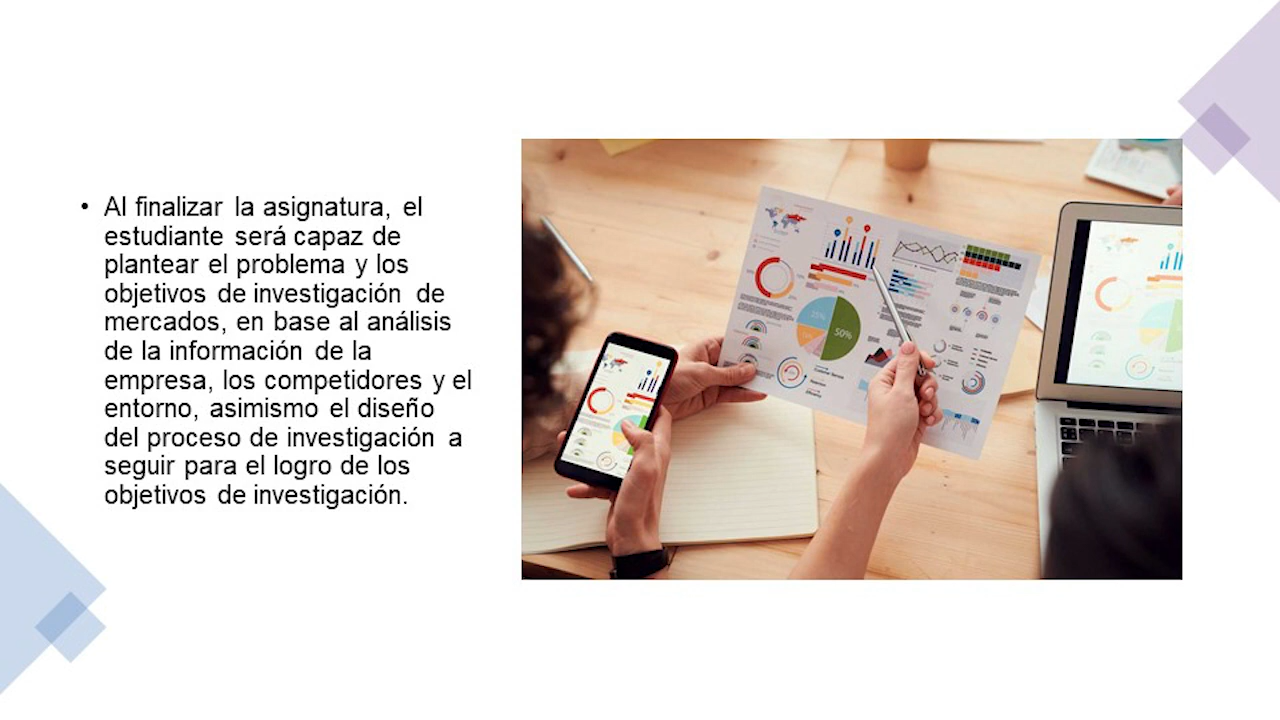 • Al finalizar la asignatura, el
estudiante será capaz de
plantear el problema y los
objetivos de investigación de
mercados, en base al análisis
de la información de la
empresa, los competidores y el
entorno, asimismo el diseño
del proceso de investigación a
seguir para el logro de los
objetivos de investigación.
50%
50%